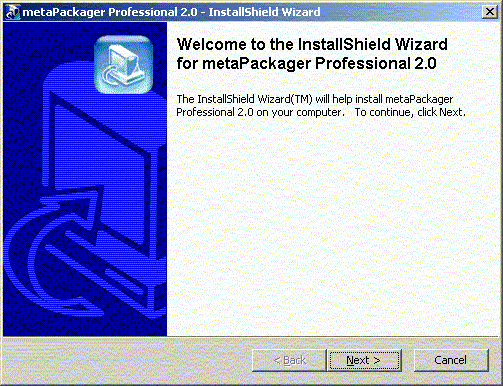 metaPackager Professional 2.0 - InstallShield Wizard
Welcome to the InstallShield Wizard
for metaPackager Professional 2.0
The InstallShield Wizard(TM) will help install metaPackager
Professional 2.0 on your computer.   To continue, click Next.
< Back
Next >
Cancel